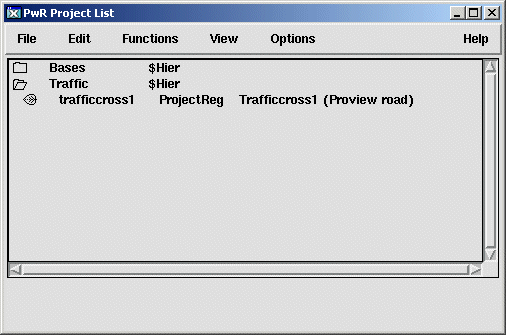 PwR Project List
File Edit Functions View Options Help
Bases $Hier
Traffic $Hier
trafficcross1 ProjectReg Trafficcross1 (Proview road)